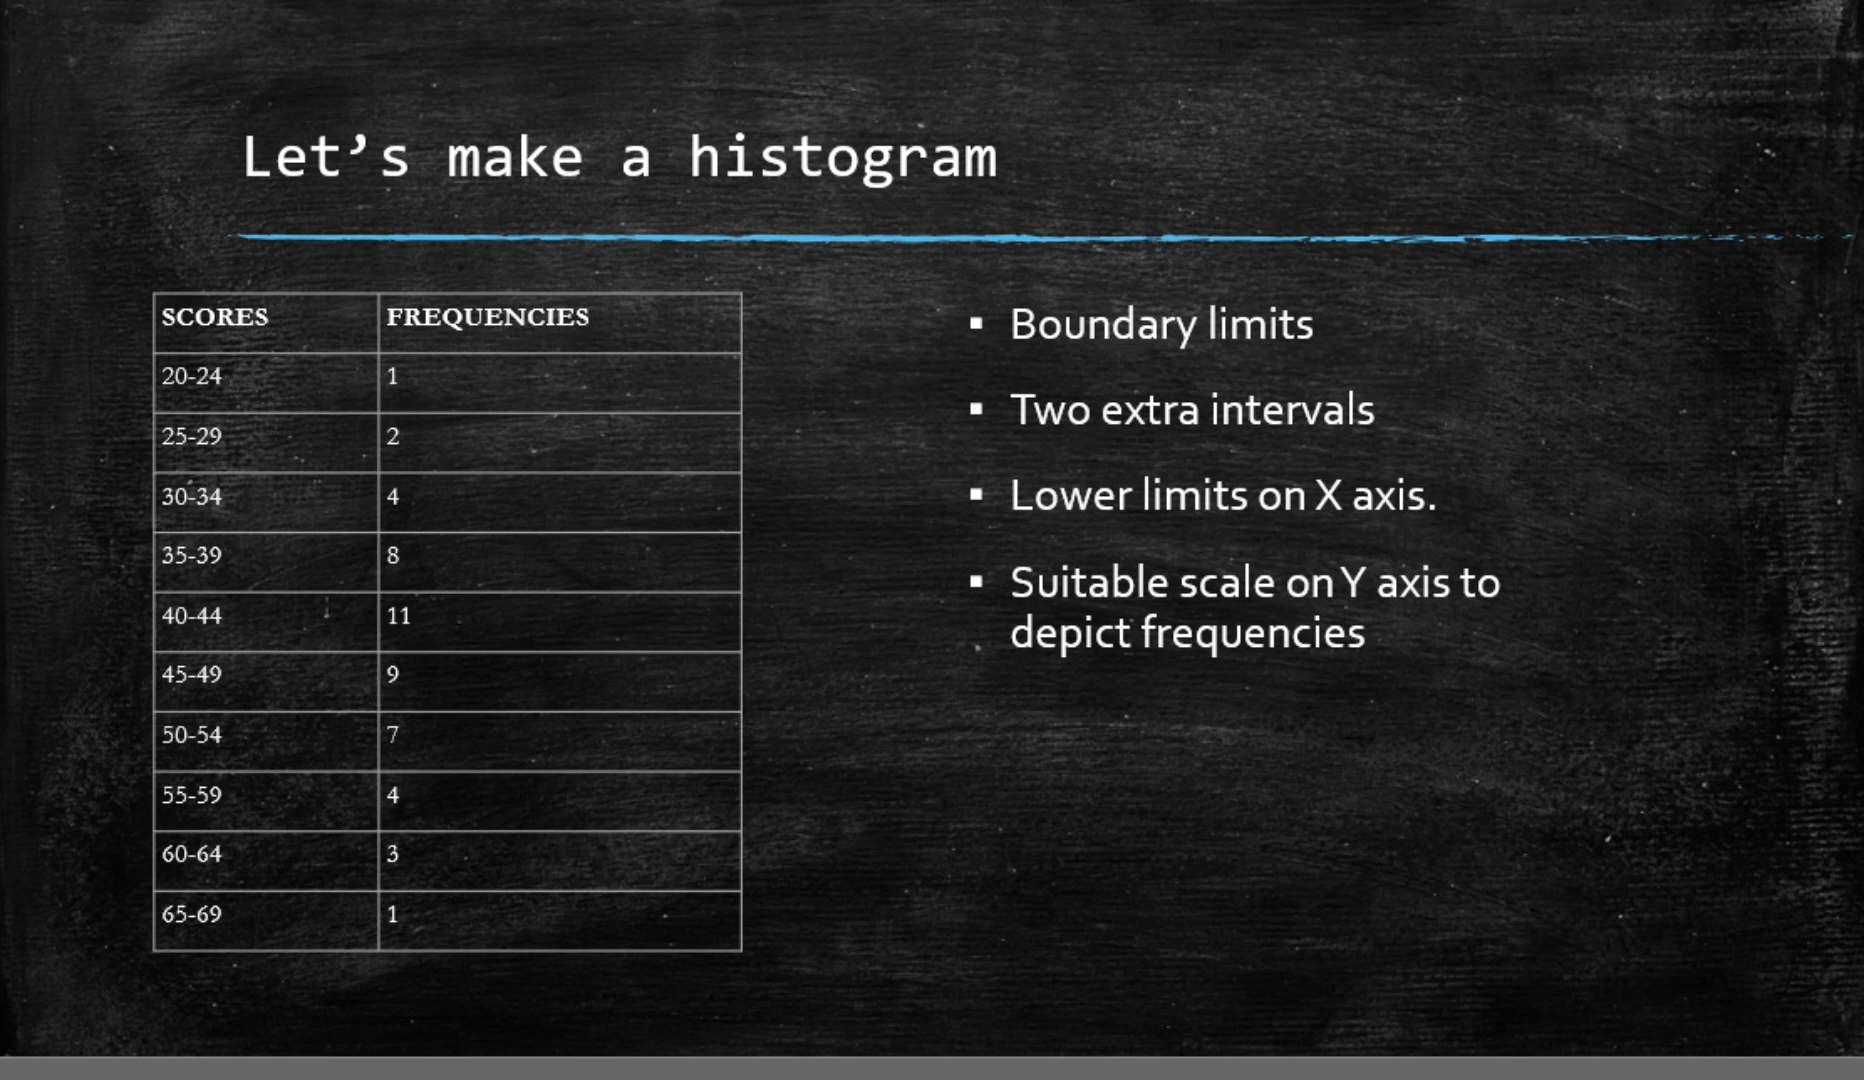 Let’s make a histogram
SCORES FREQUENCIES
20-24 1
25-29 2
30-34 4
35-39 8
40-44 11
45-49 9
50-54 7
55-59 4
60-64 3
65-69 1
▪ Boundary limits
▪ Two extra intervals
▪ Lower limits on X axis.
▪ Suitable scale on Y axis to
depict frequencies